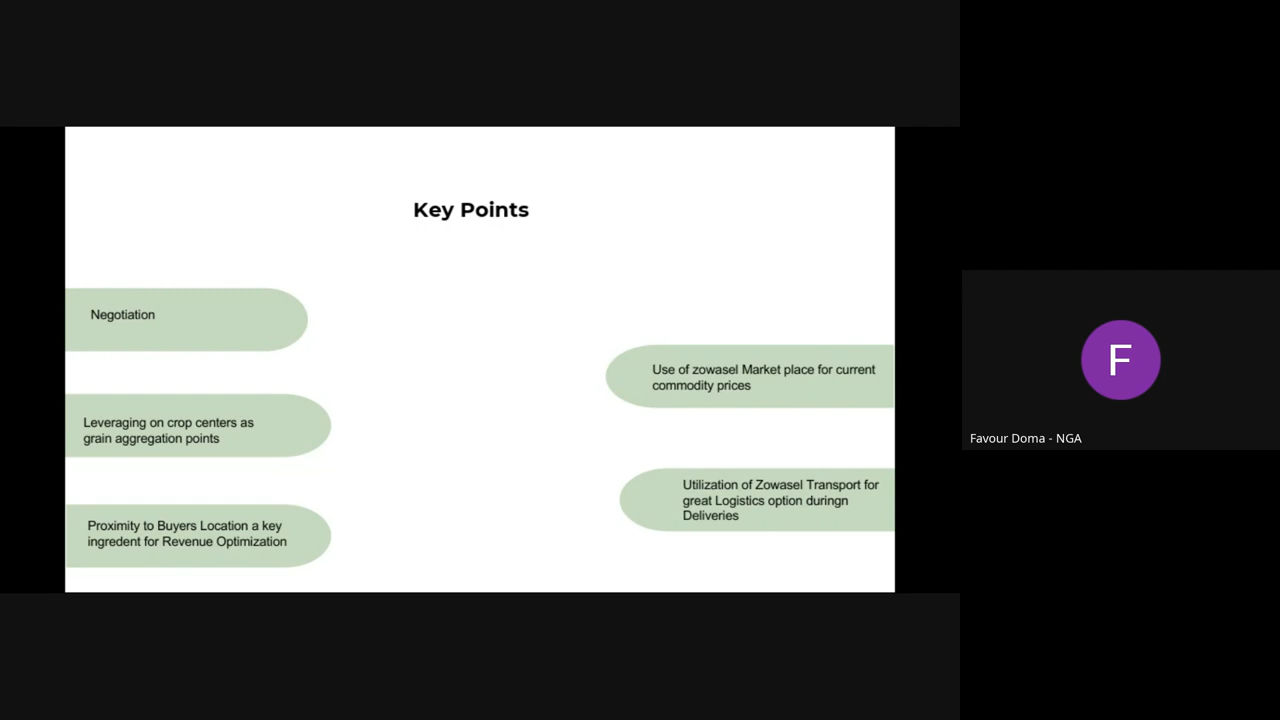 Key Points
Negotiation
Leveraging on crop centers as
grain aggregation points
Proximity to Buyers Location a key
ingredent for Revenue Optimization
Use of zowasel Market place for current
commodity prices
Utilization of Zowasel Transport for
great Logistics option duringn
Deliveries
F
Favour Doma - NGA